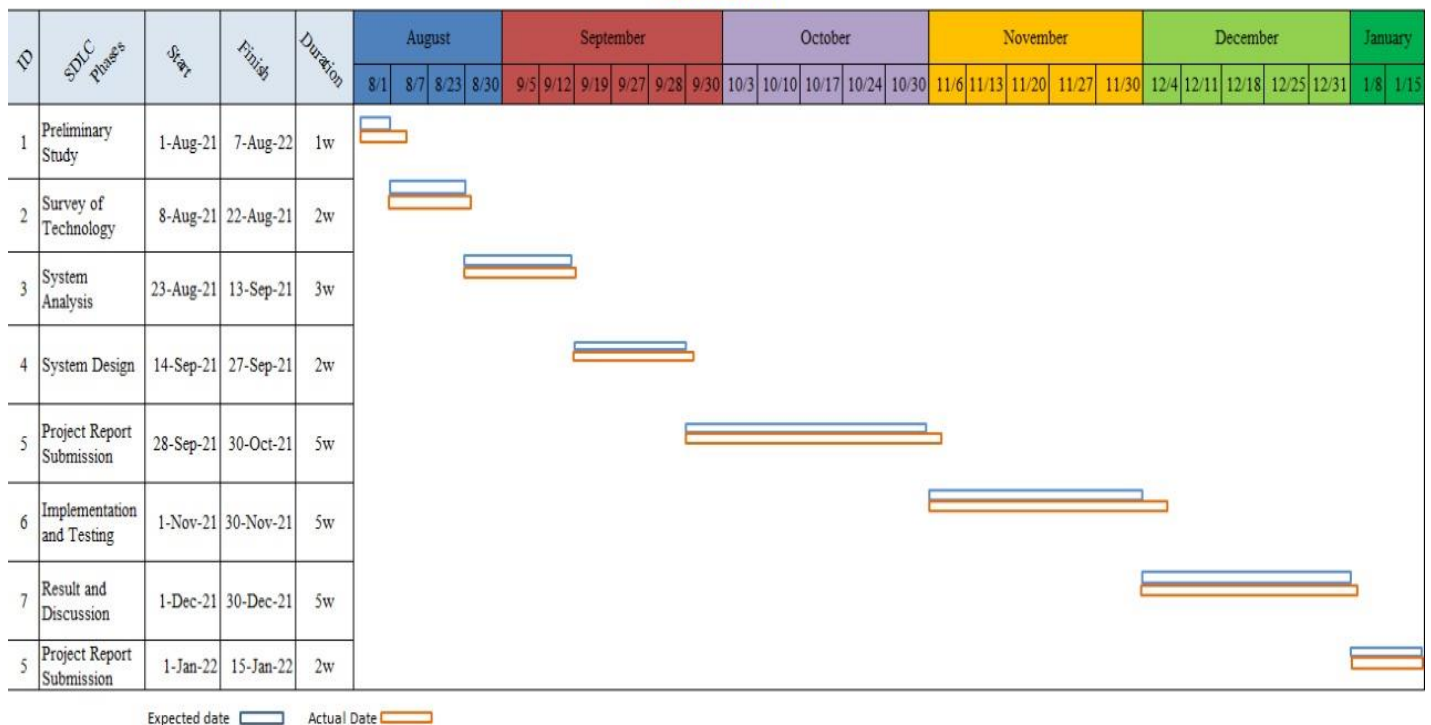 ID SDLC Phases Start Finish Duration August September October November December January
8/1 8/7 8/23 8/30 9/5 9/12 9/19 9/27 9/28 9/30 10/3 10/10 10/17 10/24 10/30 11/6 11/13 11/20 11/27 11/30 12/4 12/11 12/18 12/25 12/31 1/8 1/15
1 Preliminary Study 1-Aug-21 7-Aug-22 1w
2 Survey of Technology 8-Aug-21 22-Aug-21 2w
3 System Analysis 23-Aug-21 13-Sep-21 3w
4 System Design 14-Sep-21 27-Sep-21 2w
5 Project Report Submission 28-Sep-21 30-Oct-21 5w
6 Implementation and Testing 1-Nov-21 30-Nov-21 5w
7 Result and Discussion 1-Dec-21 30-Dec-21 5w
5 Project Report Submission 1-Jan-22 15-Jan-22 2w
Expected date Actual Date